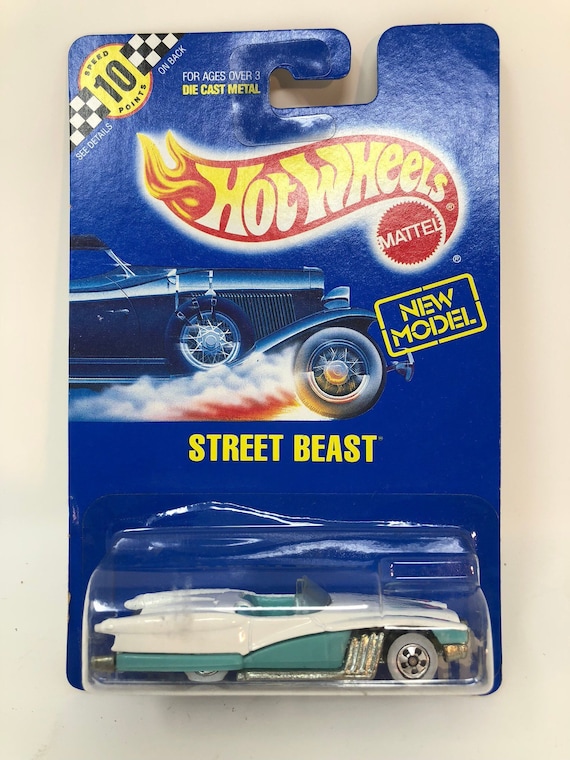 SPEED
10
POINTS
ON BACK
SEE DETAILS
FOR AGES OVER 3
DIE CAST METAL
HOT WHEELS®
MATTEL
®
NEW
MODEL
STREET BEAST™